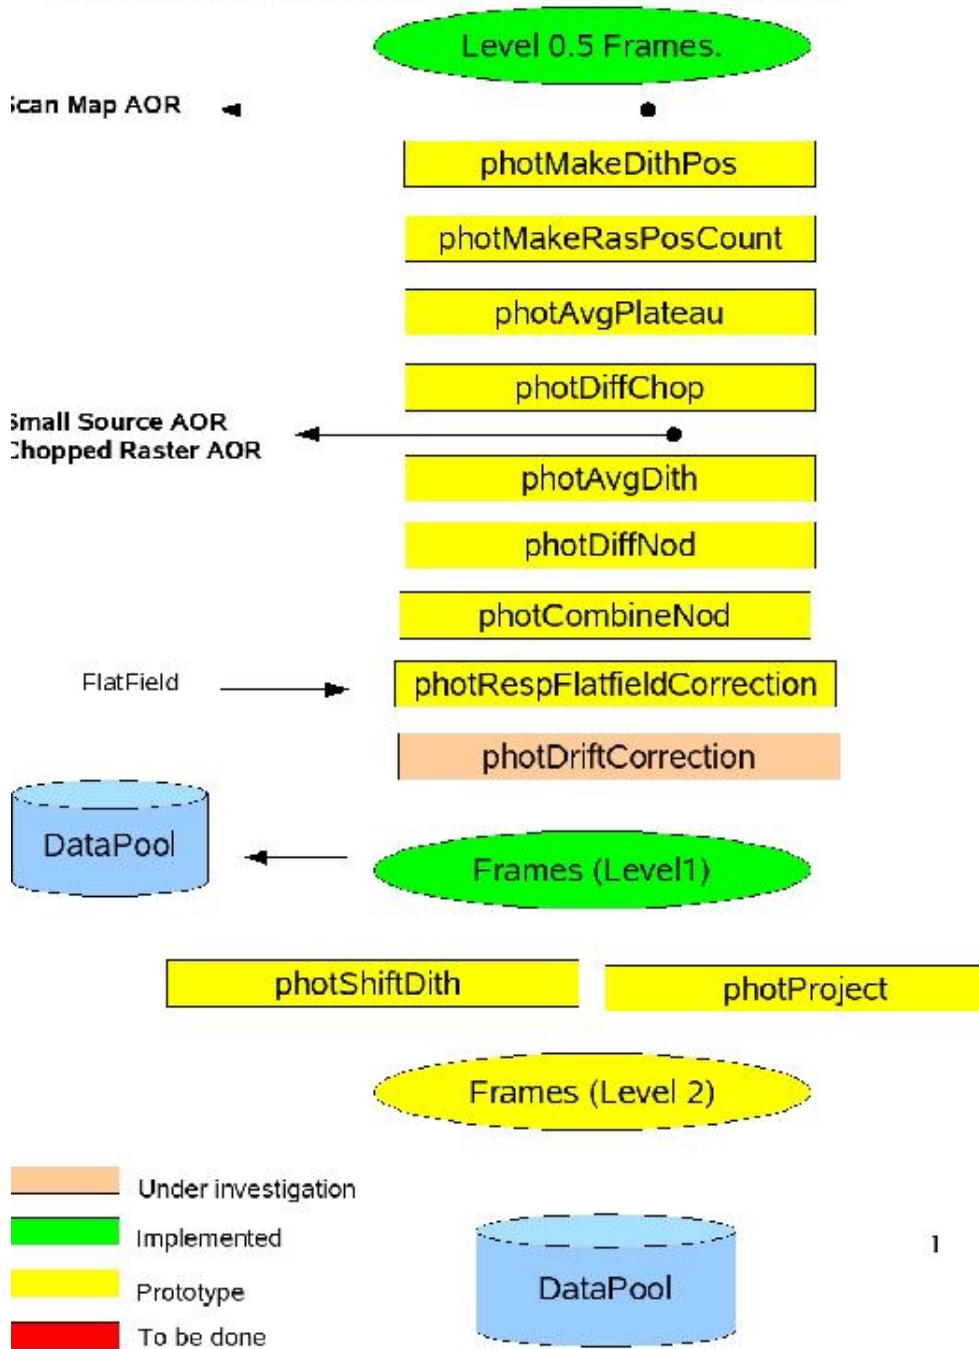 Level 0.5 Frames.
Scan Map AOR
photMakeDithPos
photMakeRasPosCount
photAvgPlateau
photDiffChop
Small Source AOR
Chopped Raster AOR
photAvgDith
photDiffNod
photCombineNod
FlatField
photRespFlatfieldCorrection
photDriftCorrection
DataPool
Frames (Level1)
photShiftDith
photProject
Frames (Level 2)
Under investigation
Implemented
Prototype
To be done
DataPool
1